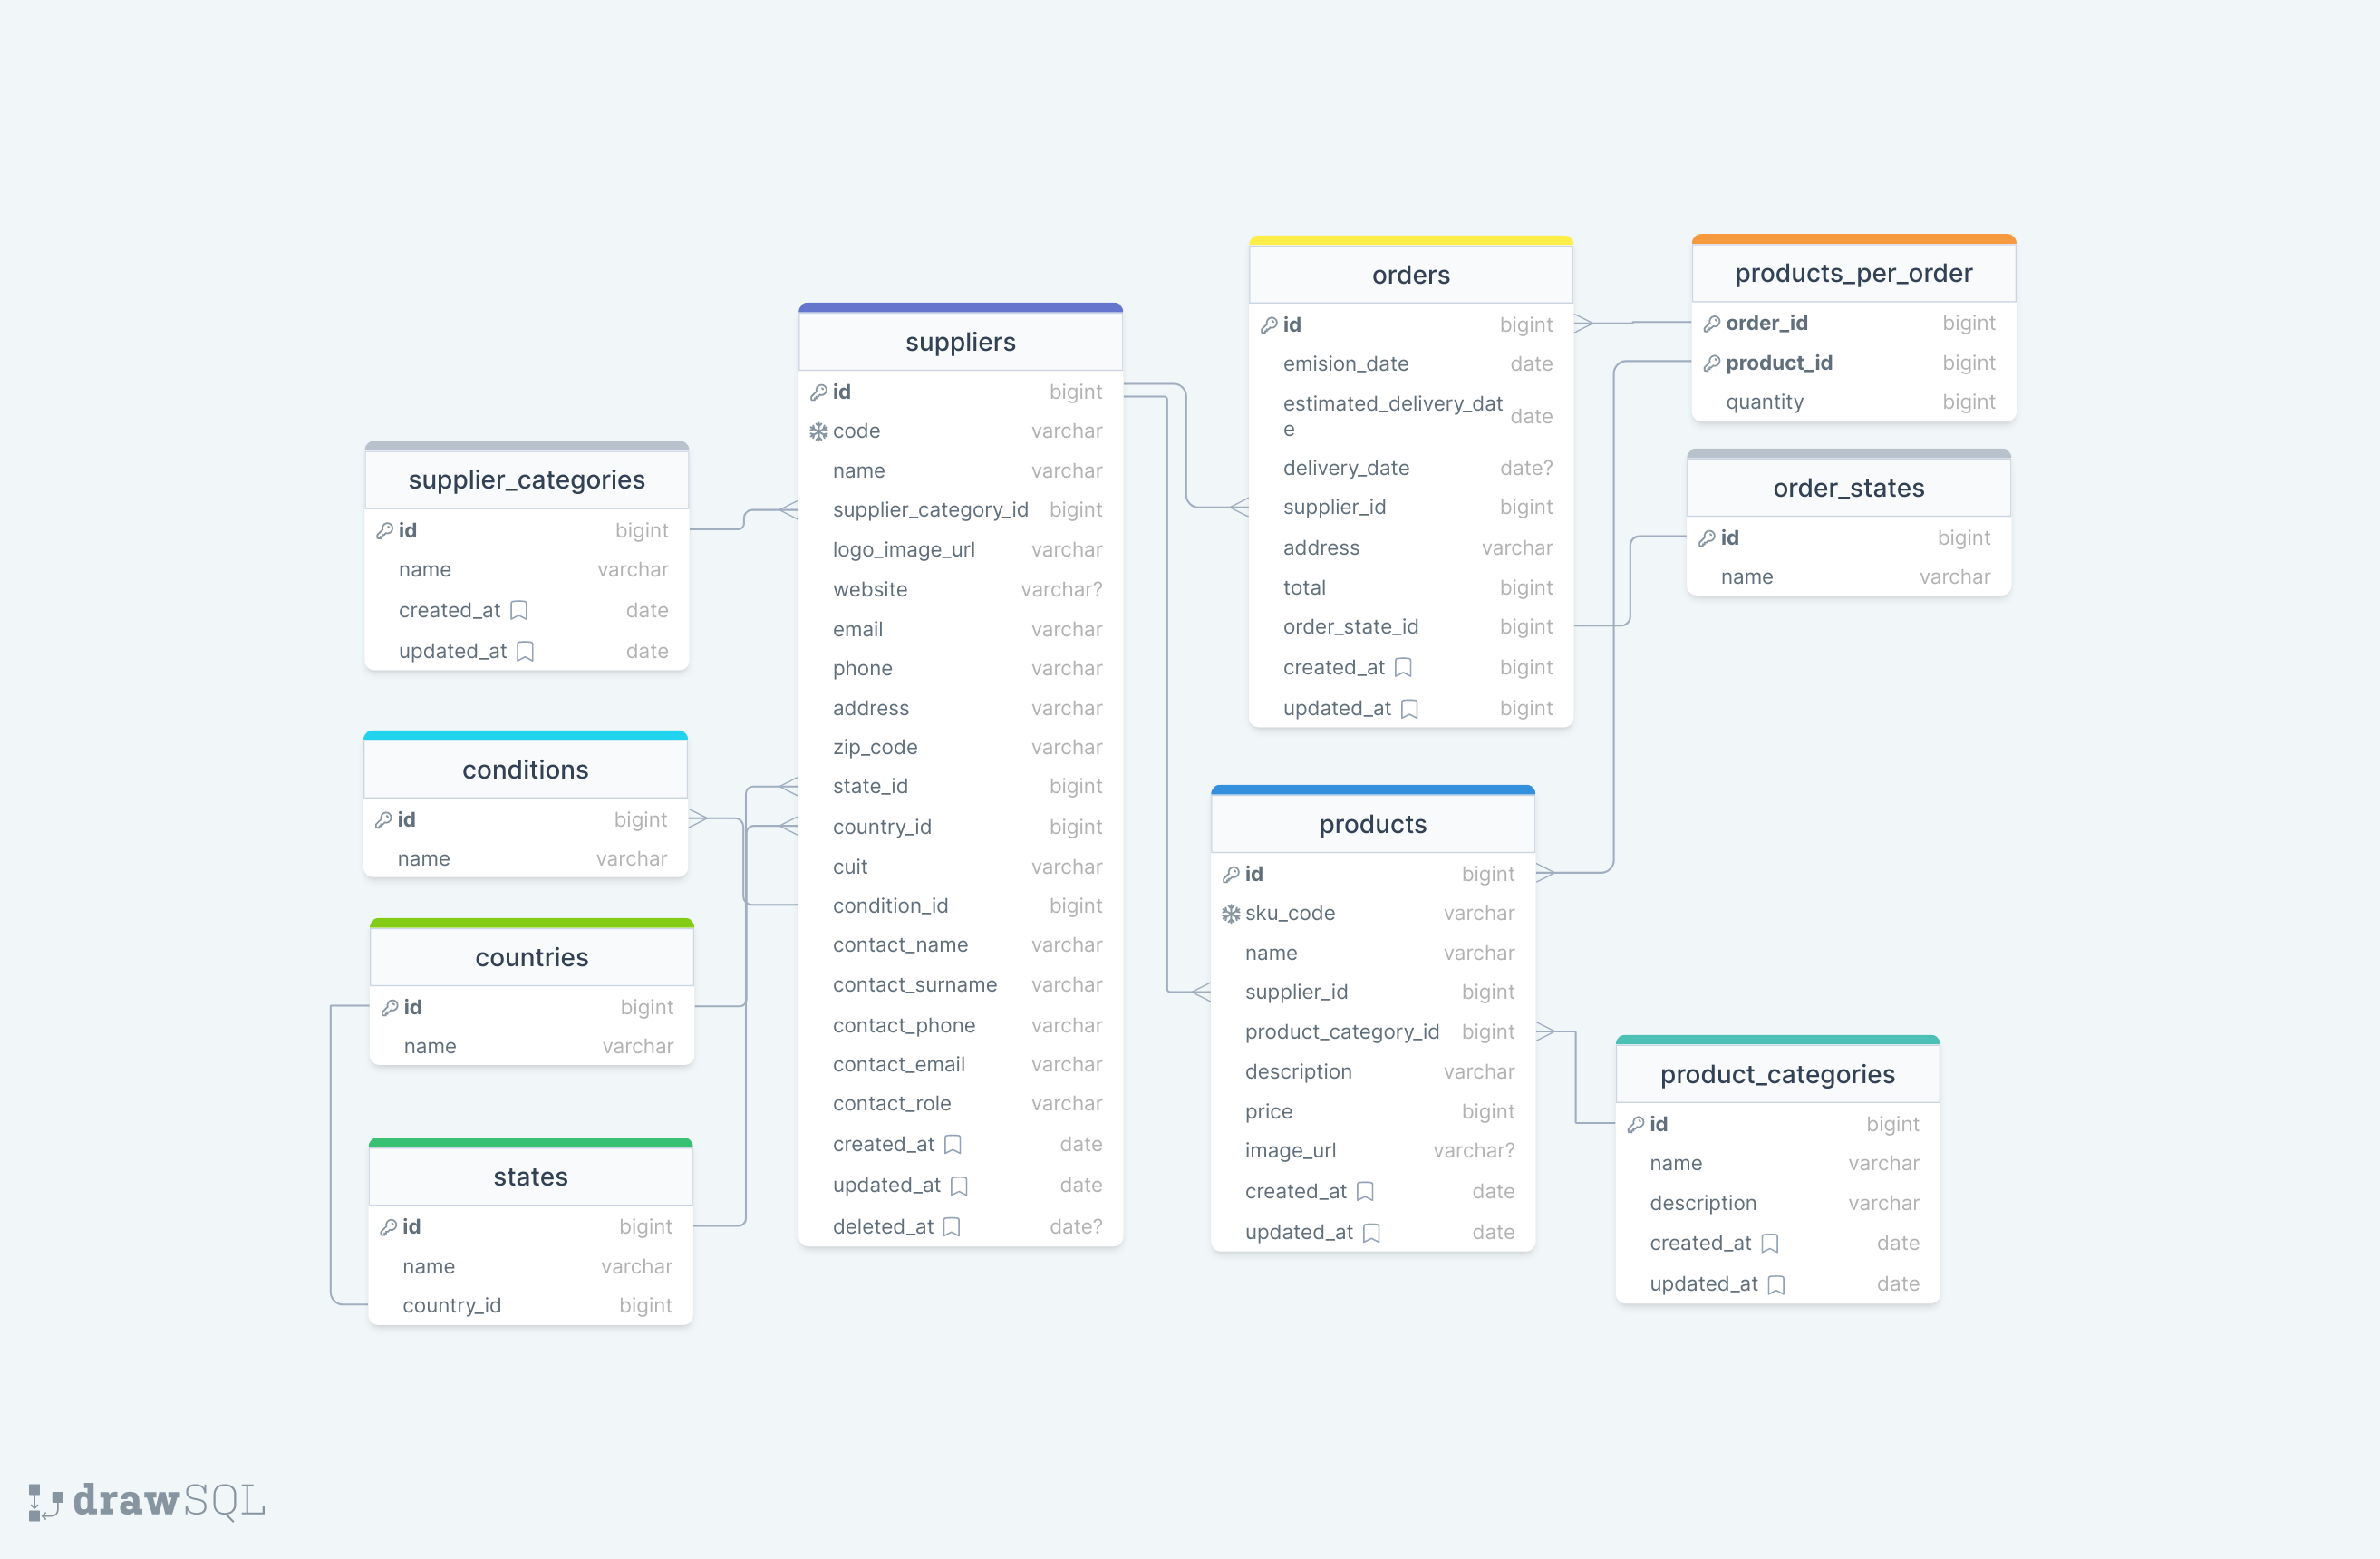 supplier_categories
id bigint
name varchar
created_at date
updated_at date
conditions
id bigint
name varchar
countries
id bigint
name varchar
states
id bigint
name varchar
country_id bigint
suppliers
id bigint
code varchar
name varchar
supplier_category_id bigint
logo_image_url varchar
website varchar?
email varchar
phone varchar
address varchar
zip_code varchar
state_id bigint
country_id bigint
cuit varchar
condition_id bigint
contact_name varchar
contact_surname varchar
contact_phone varchar
contact_email varchar
contact_role varchar
created_at date
updated_at date
deleted_at date?
orders
id bigint
emision_date date
estimated_delivery_dat date
e
delivery_date date?
supplier_id bigint
address varchar
total bigint
order_state_id bigint
created_at bigint
updated_at bigint
products
id bigint
sku_code varchar
name varchar
supplier_id bigint
product_category_id bigint
description varchar
price bigint
image_url varchar?
created_at date
updated_at date
products_per_order
order_id bigint
product_id bigint
quantity bigint
order_states
id bigint
name varchar
product_categories
id bigint
name varchar
description varchar
created_at date
updated_at date
drawSQL